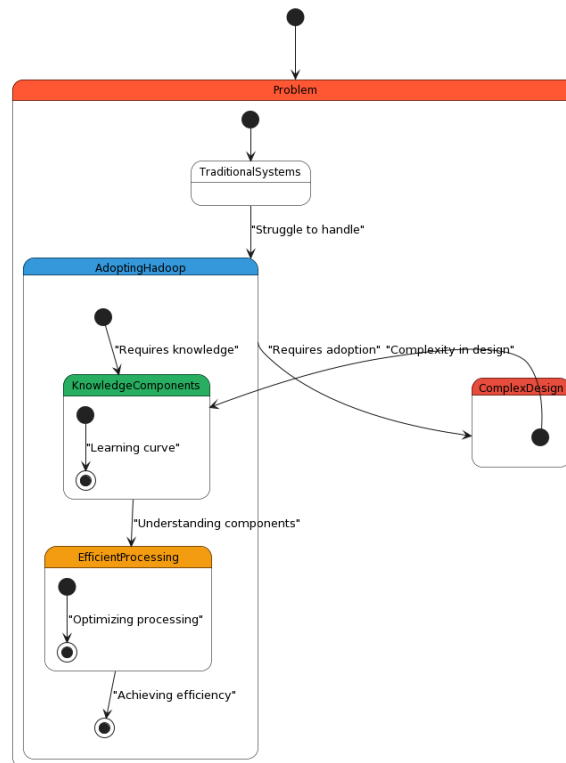 Problem
TraditionalSystems
"Struggle to handle"
AdoptingHadoop
"Requires knowledge"
"Requires adoption"
"Complexity in design"
KnowledgeComponents
ComplexDesign
"Learning curve"
"Understanding components"
EfficientProcessing
"Optimizing processing"
"Achieving efficiency"